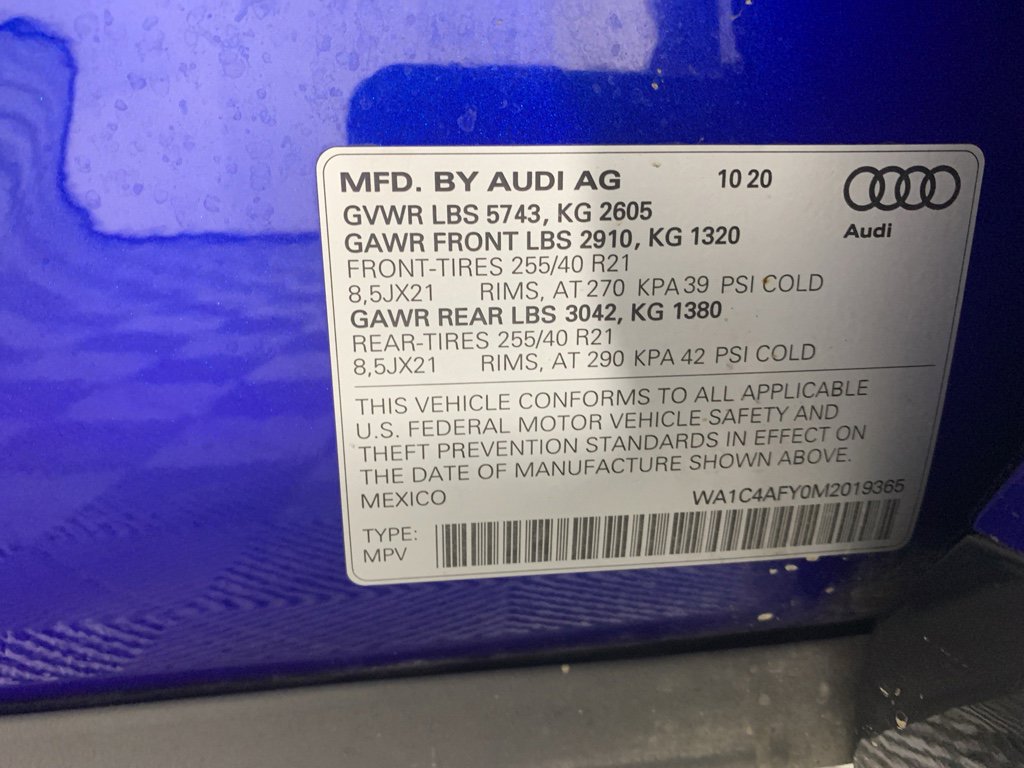 MFD. BY AUDI AG 10 20
GVWR LBS 5743, KG 2605
GAWR FRONT LBS 2910, KG 1320
Audi
FRONT-TIRES 255/40 R21
8,5JX21 RIMS, AT 270 KPA 39 PSI COLD
GAWR REAR LBS 3042, KG 1380
REAR-TIRES 255/40 R21
8,5JX21 RIMS, AT 290 KPA 42 PSI COLD
THIS VEHICLE CONFORMS TO ALL APPLICABLE
U.S. FEDERAL MOTOR VEHICLE SAFETY AND
THEFT PREVENTION STANDARDS IN EFFECT ON
THE DATE OF MANUFACTURE SHOWN ABOVE.
MEXICO WA1C4AFY0M2019365
TYPE:
MPV